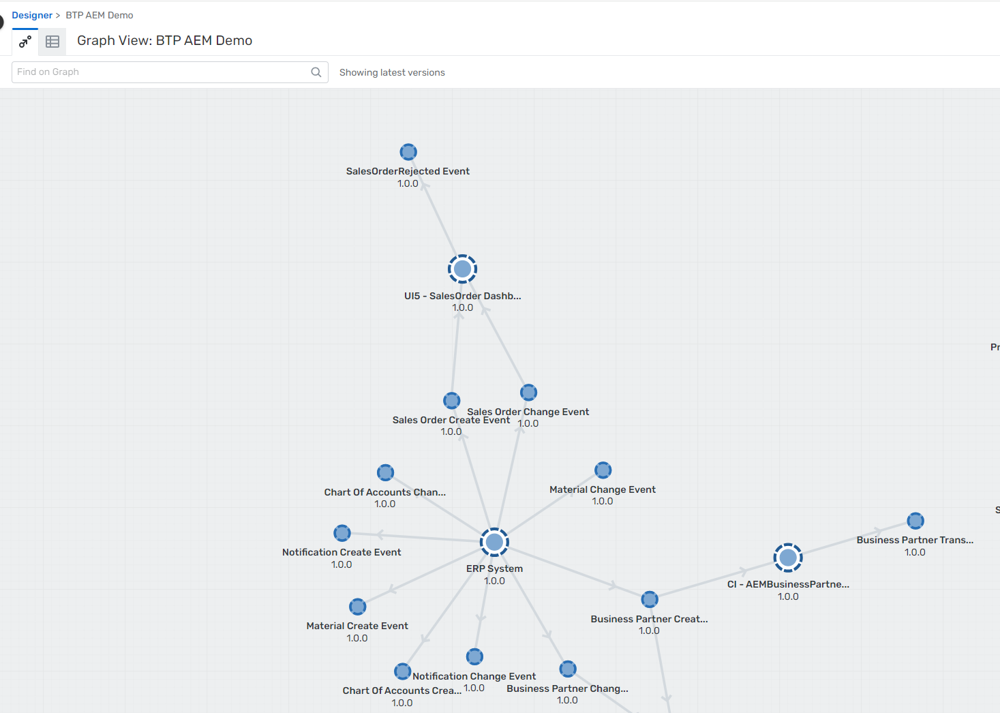 Designer > BTP AEM Demo
Graph View: BTP AEM Demo
Find on Graph
Showing latest versions
SalesOrderRejected Event
1.0.0
UI5 - SalesOrder Dashb...
1.0.0
Pr
Sales Order Change Event
1.0.0
Sales Order Create Event
1.0.0
Chart Of Accounts Chan...
1.0.0
Material Change Event
1.0.0
S
Business Partner Trans...
1.0.0
Notification Create Event
1.0.0
ERP System
1.0.0
CI - AEMBusinessPartne...
1.0.0
Business Partner Creat...
1.0.0
Material Create Event
1.0.0
Notification Change Event
1.0.0
Chart Of Accounts Crea...
1.0.0
Business Partner Chang...
1.0.0